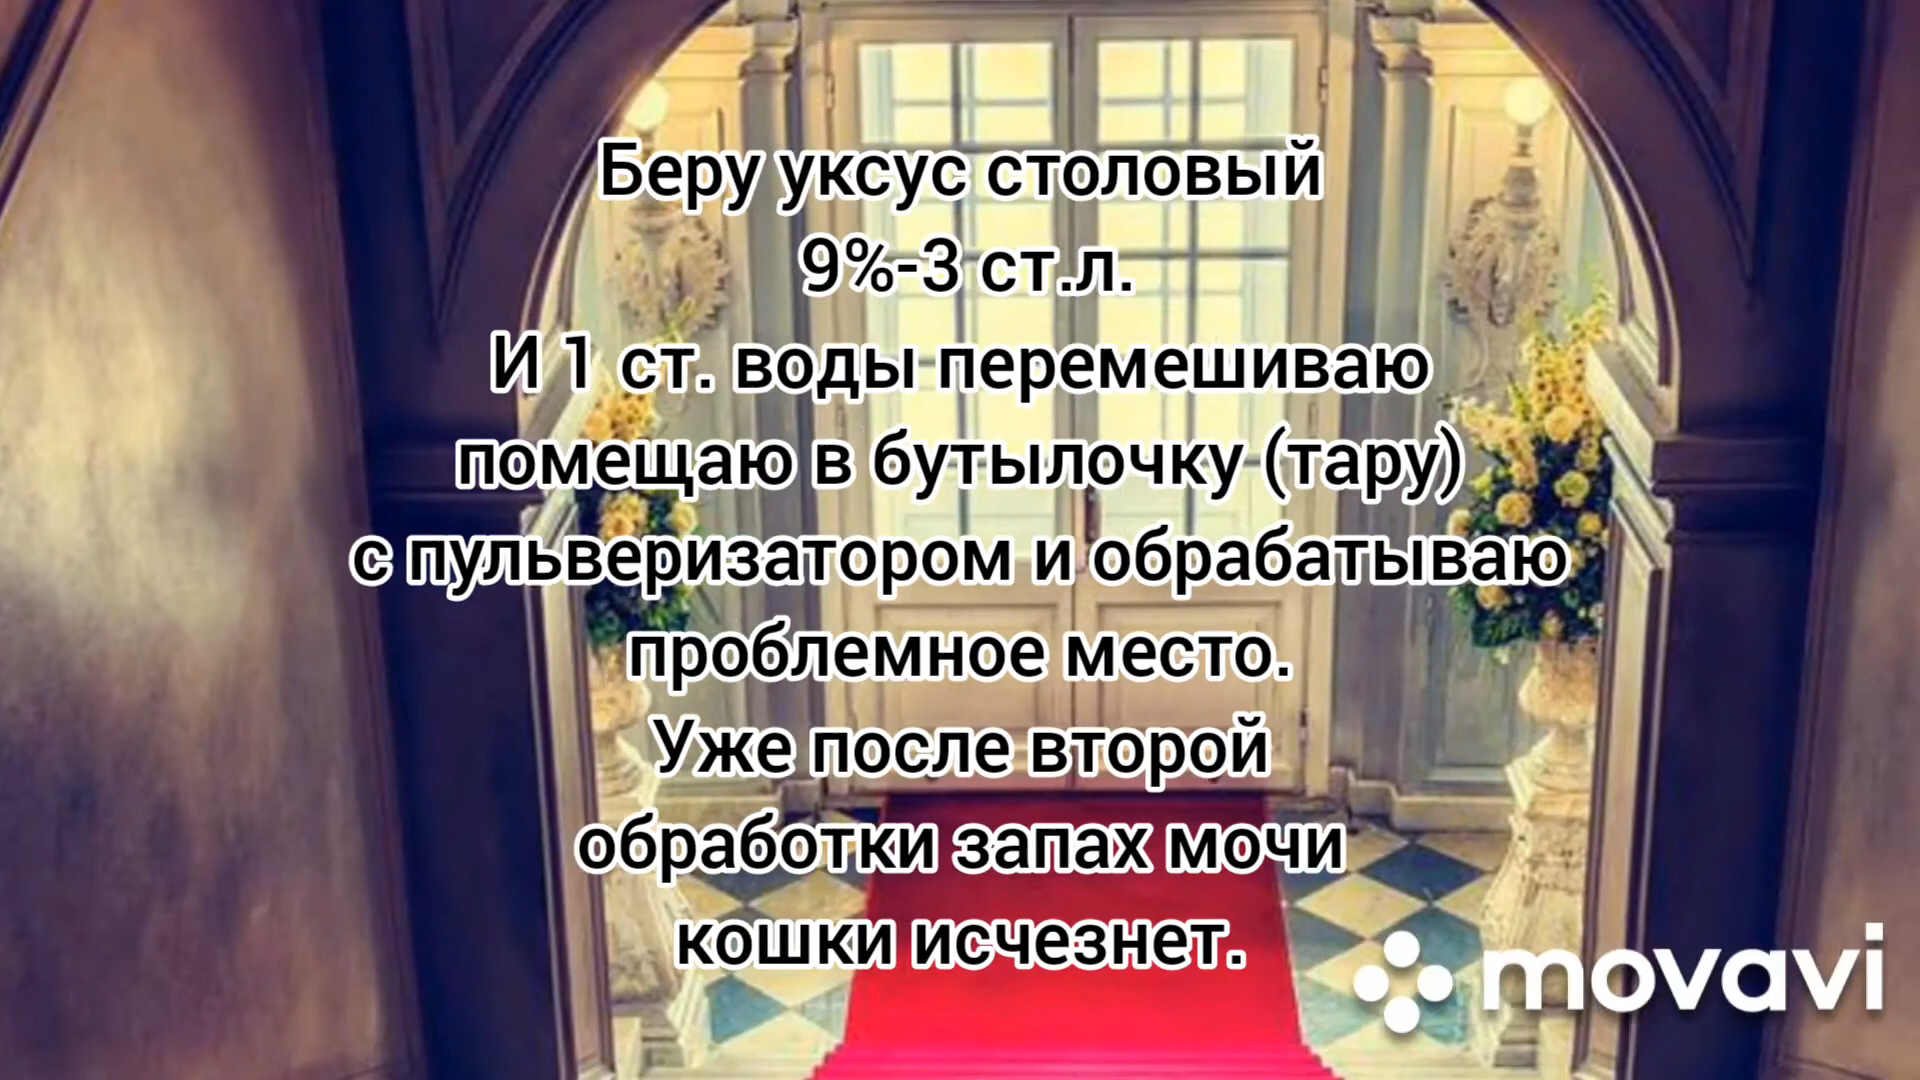 Беру уксус столовый
9%-3 ст.л.
И 1 ст. воды перемешиваю
помещаю в бутылочку (тару)
с пульверизатором и обрабатываю
проблемное место.
Уже после второй
обработки запах мочи
кошки исчезнет.
movavi